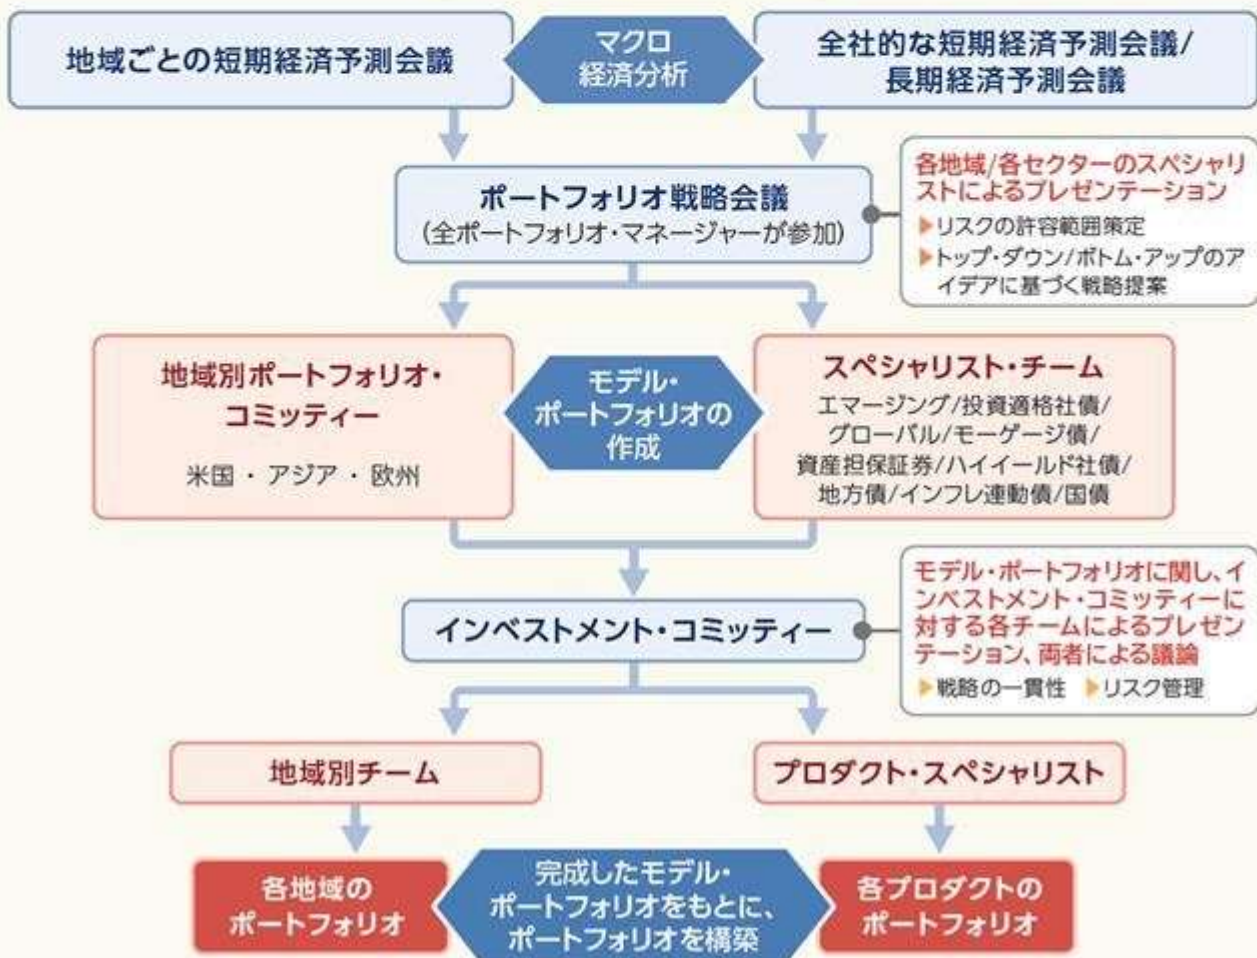 地域ごとの短期経済予測会議
マクロ
経済分析
全社的な短期経済予測会議/
長期経済予測会議
ポートフォリオ戦略会議
(全ポートフォリオ・マネージャーが参加)
各地域/各セクターのスペシャリ
ストによるプレゼンテーション
▶リスクの許容範囲策定
▶トップ・ダウン/ボトム・アップのア
イデアに基づく戦略提案
地域別ポートフォリオ・
コミッティー
米国 ・ アジア ・ 欧州
モデル・
ポートフォリオの
作成
スペシャリスト・チーム
エマージング/投資適格社債/
グローバル/モーゲージ債/
資産担保証券/ハイイールド社債/
地方債/インフレ連動債/国債
インベストメント・コミッティー
モデル・ポートフォリオに関し、イ
ンベストメント・コミッティーに
対する各チームによるプレゼン
テーション、両者による議論
▶戦略の一貫性 ▶リスク管理
地域別チーム
プロダクト・スペシャリスト
各地域の
ポートフォリオ
完成したモデル・
ポートフォリオをもとに、
ポートフォリオを構築
各プロダクトの
ポートフォリオ